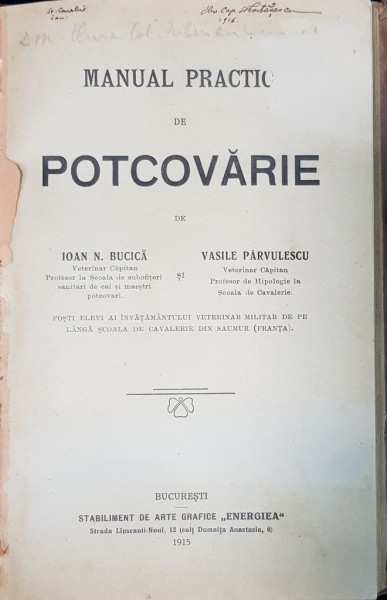 MANUAL PRACTIC
DE
POTCOVĂRIE
DE
IOAN N. BUCICĂ
Veterinar Căpitan
Profesor la Școala de subofițeri
sanitari de cai și maeștri
potcovari.
ȘI
VASILE PÂRVULESCU
Veterinar Căpitan
Profesor de Hipologie la
Școala de Cavalerie.
FOȘTI ELEVI AI ÎNVĂȚĂMÂNTULUI VETERINAR MILITAR DE PE
LÂNGĂ ȘCOALA DE CAVALERIE DIN SAUMUR (FRANȚA).
BUCUREȘTI
STABILIMENT DE ARTE GRAFICE „ENERGIEA“
Strada Lipscanii-Noui, 12 (colț Domnița Anastasia, 6)
1915